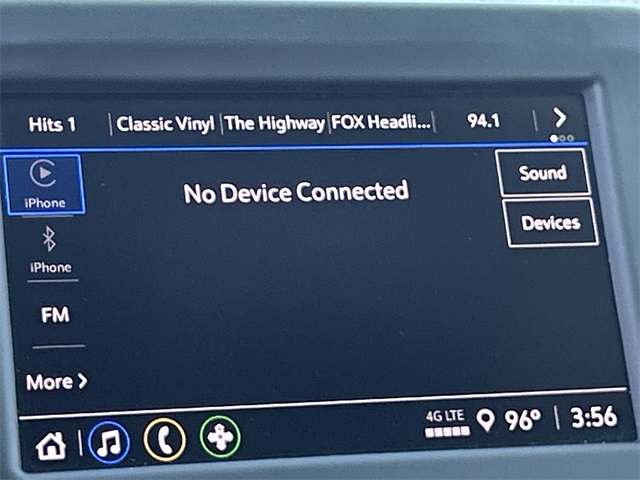 Hits 1 Classic Vinyl The Highway FOX Headli... 94.1
iPhone
No Device Connected
Sound
Devices
iPhone
FM
More
4G LTE
96° 3:56